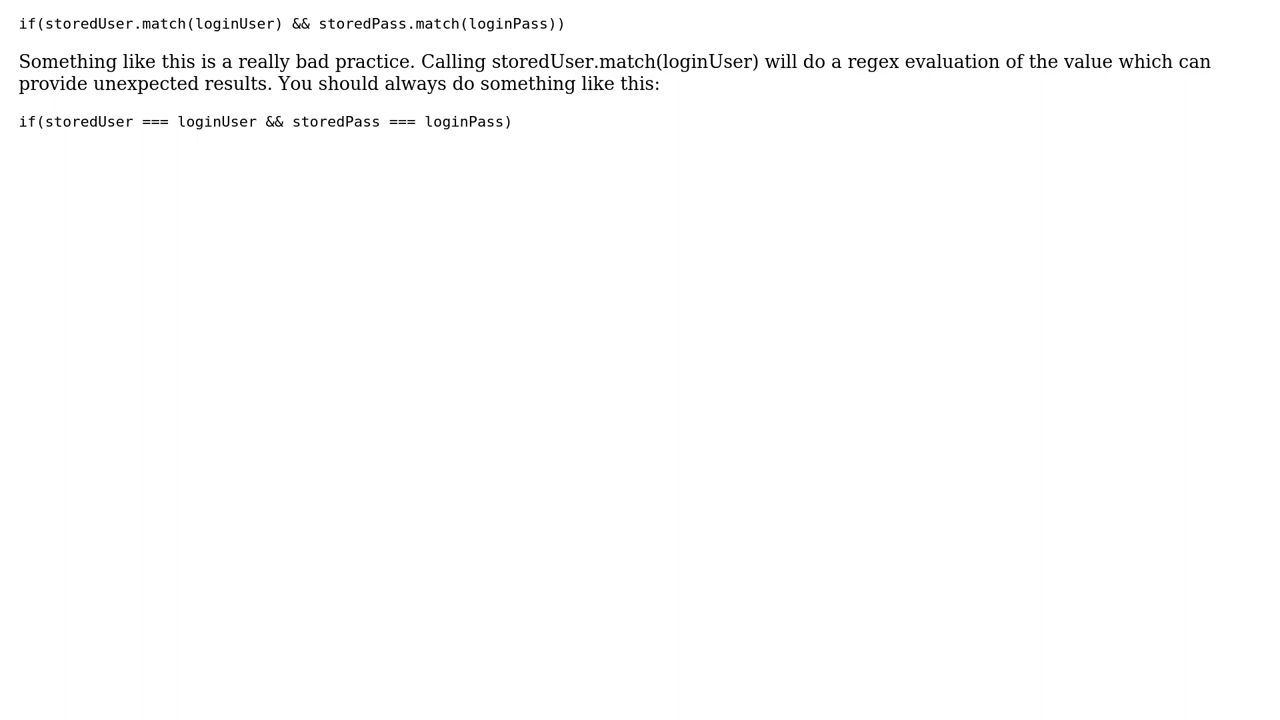 if(storedUser.match(loginUser) && storedPass.match(loginPass))
Something like this is a really bad practice. Calling storedUser.match(loginUser) will do a regex evaluation of the value which can
provide unexpected results. You should always do something like this:
if(storedUser === loginUser && storedPass === loginPass)